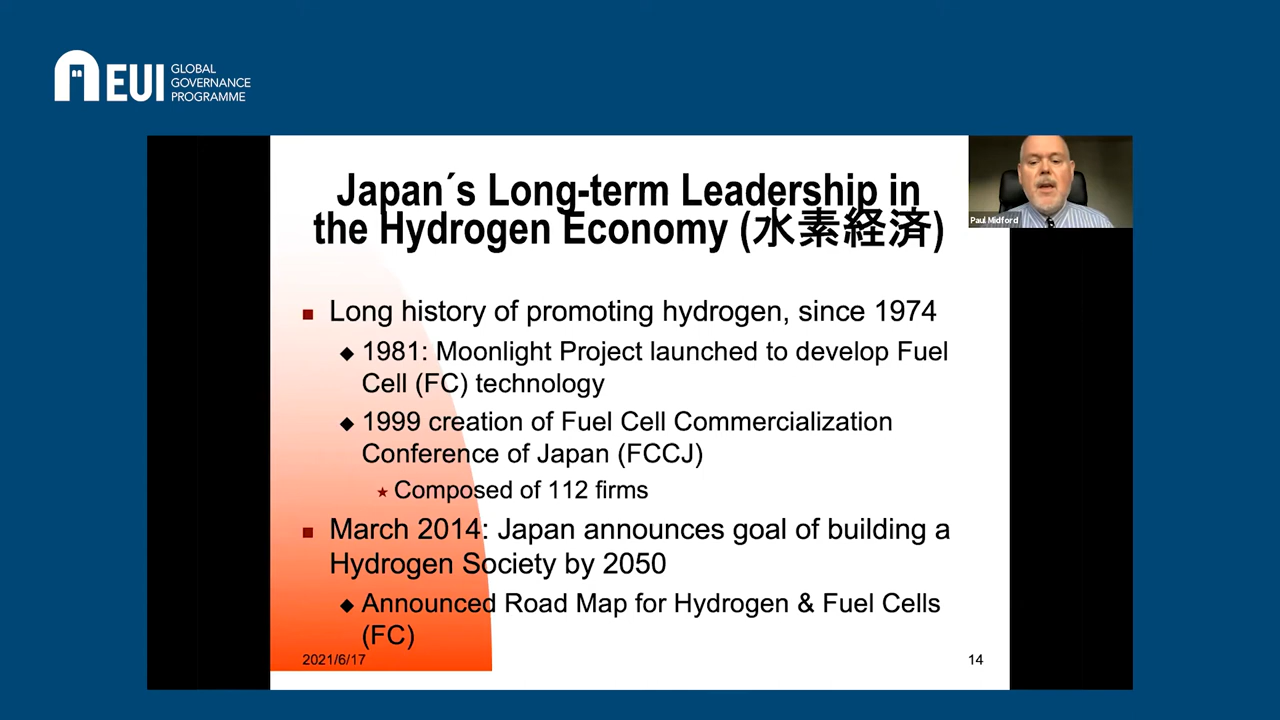 EUI
GLOBAL
GOVERNANCE
PROGRAMME
Japan´s Long-term Leadership in
the Hydrogen Economy (水素経済)
Paul Midford
■ Long history of promoting hydrogen, since 1974
◆ 1981: Moonlight Project launched to develop Fuel
Cell (FC) technology
◆ 1999 creation of Fuel Cell Commercialization
Conference of Japan (FCCJ)
★ Composed of 112 firms
■ March 2014: Japan announces goal of building a
Hydrogen Society by 2050
◆ Announced Road Map for Hydrogen & Fuel Cells
(FC)
2021/6/17
14